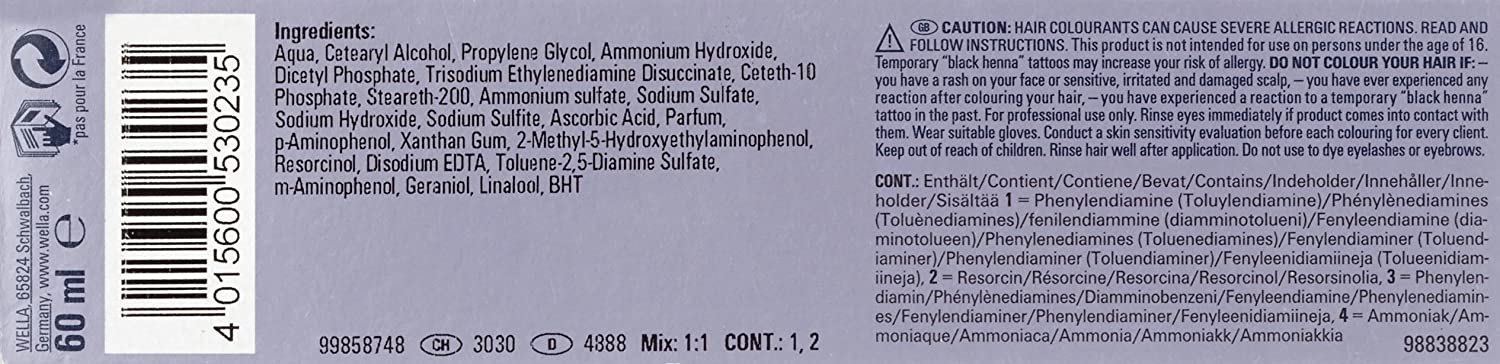 *pas pour la France
WELLA, 65824 Schwalbach,
Germany, www.wella.com
60 ml e
4 015600 530235
Ingredients:
Aqua, Cetearyl Alcohol, Propylene Glycol, Ammonium Hydroxide,
Dicetyl Phosphate, Trisodium Ethylenediamine Disuccinate, Ceteth-10
Phosphate, Steareth-200, Ammonium sulfate, Sodium Sulfate,
Sodium Hydroxide, Sodium Sulfite, Ascorbic Acid, Parfum,
p-Aminophenol, Xanthan Gum, 2-Methyl-5-Hydroxyethylaminophenol,
Resorcinol, Disodium EDTA, Toluene-2,5-Diamine Sulfate,
m-Aminophenol, Geraniol, Linalool, BHT
99858748 CH 3030 D 4888 Mix: 1:1 CONT.: 1, 2
GB CAUTION: HAIR COLOURANTS CAN CAUSE SEVERE ALLERGIC REACTIONS. READ AND
FOLLOW INSTRUCTIONS. This product is not intended for use on persons under the age of 16.
Temporary "black henna" tattoos may increase your risk of allergy. DO NOT COLOUR YOUR HAIR IF: –
you have a rash on your face or sensitive, irritated and damaged scalp, – you have ever experienced any
reaction after colouring your hair, – you have experienced a reaction to a temporary "black henna"
tattoo in the past. For professional use only. Rinse eyes immediately if product comes into contact with
them. Wear suitable gloves. Conduct a skin sensitivity evaluation before each colouring for every client.
Keep out of reach of children. Rinse hair well after application. Do not use to dye eyelashes or eyebrows.
CONT.: Enthält/Contient/Contiene/Bevat/Contains/Indeholder/Innehåller/Inne-
holder/Sisältää 1 = Phenylendiamine (Toluylendiamine)/Phénylènediamines
(Toluènediamines)/fenilendiammine (diamminotolueni)/Fenyleendiamine (dia-
minotolueen)/Phenylenediamines (Toluenediamines)/Fenylendiaminer (Toluend-
iaminer)/Phenylendiaminer (Toluendiaminer)/Fenyleenidiamiineja (Tolueenidiam-
iineja), 2 = Resorcin/Résorcine/Resorcina/Resorcinol/Resorsinolia, 3 = Phenylen-
diamin/Phénylènediamines/Diamminobenzeni/Fenyleendiamine/Phenylenediamin-
es/Fenylendiaminer/Phenylendiaminer/Fenyleenidiamiineja, 4 = Ammoniak/Am-
moniaque/Ammoniaca/Ammonia/Ammoniakk/Ammoniakkia
98838823